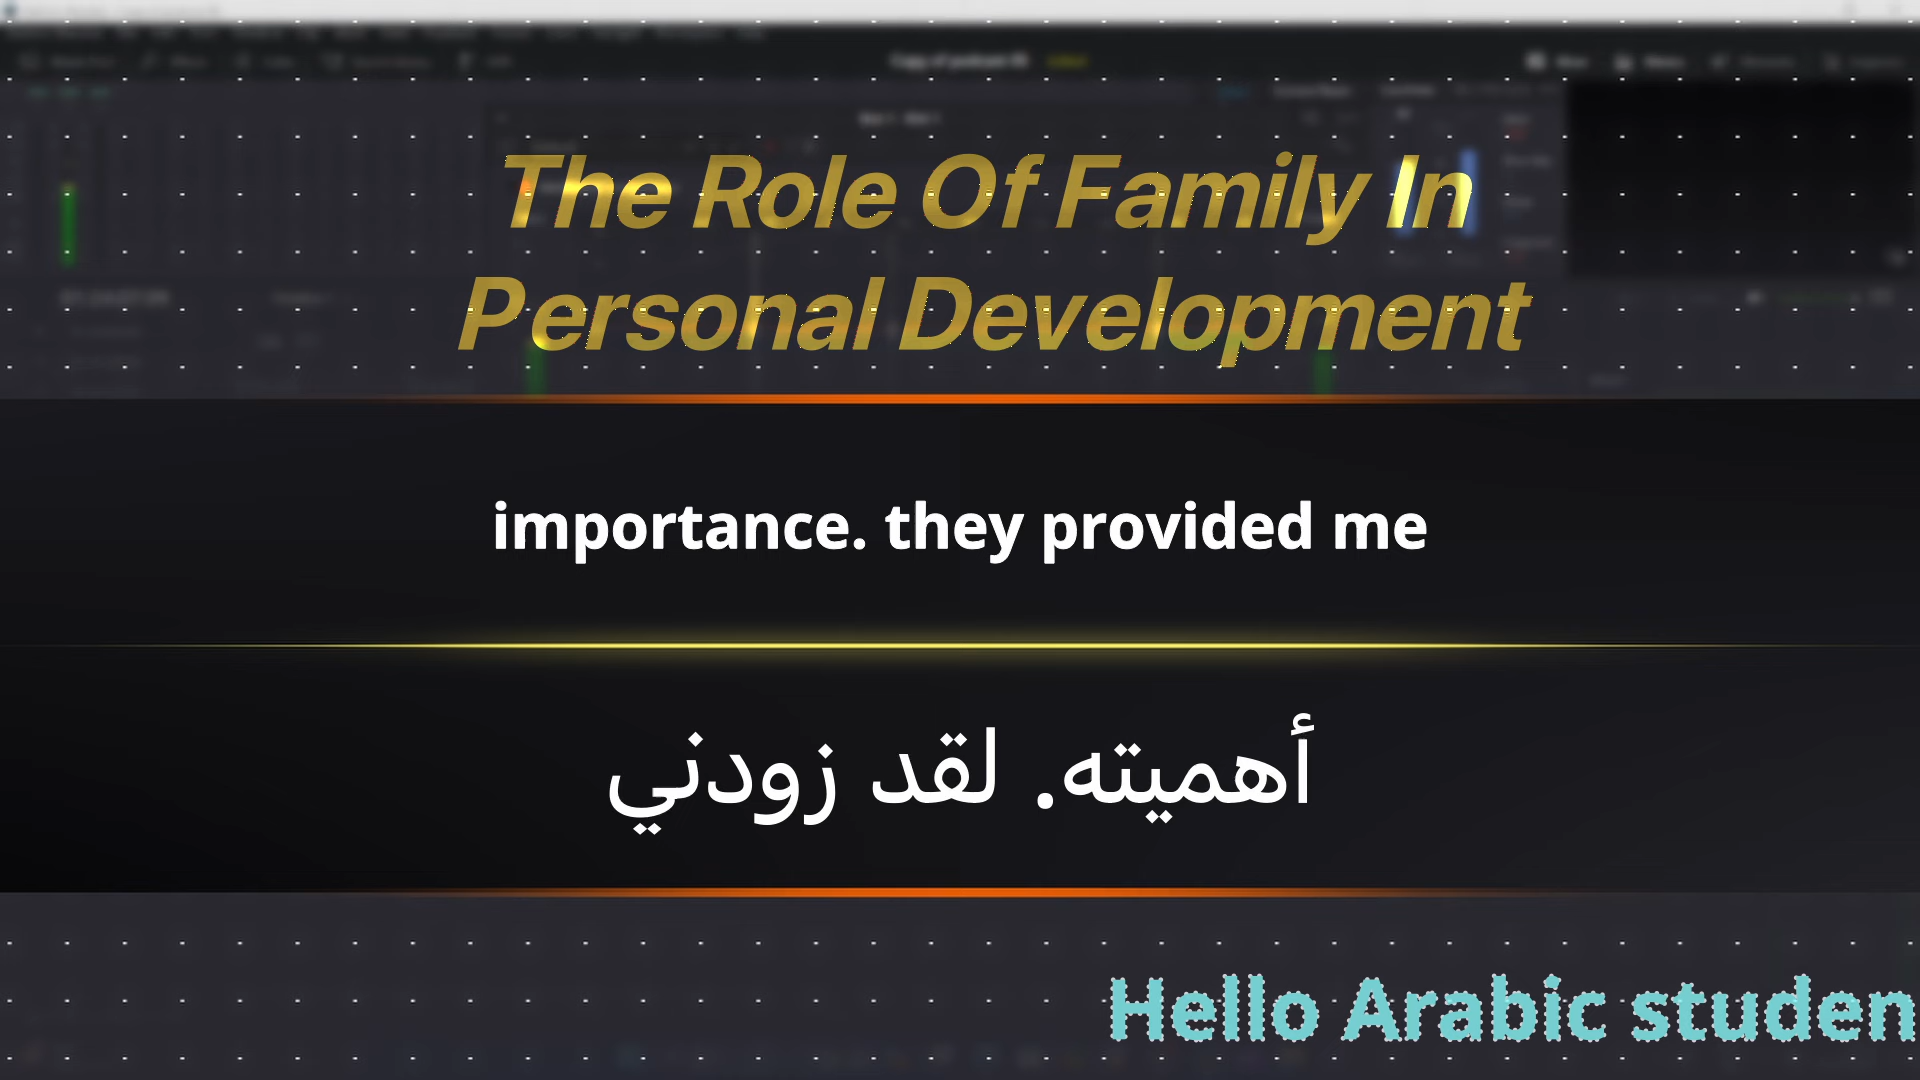 The Role Of Family In
Personal Development
importance. they provided me
أهميته. لقد زودني
Hello Arabic studen